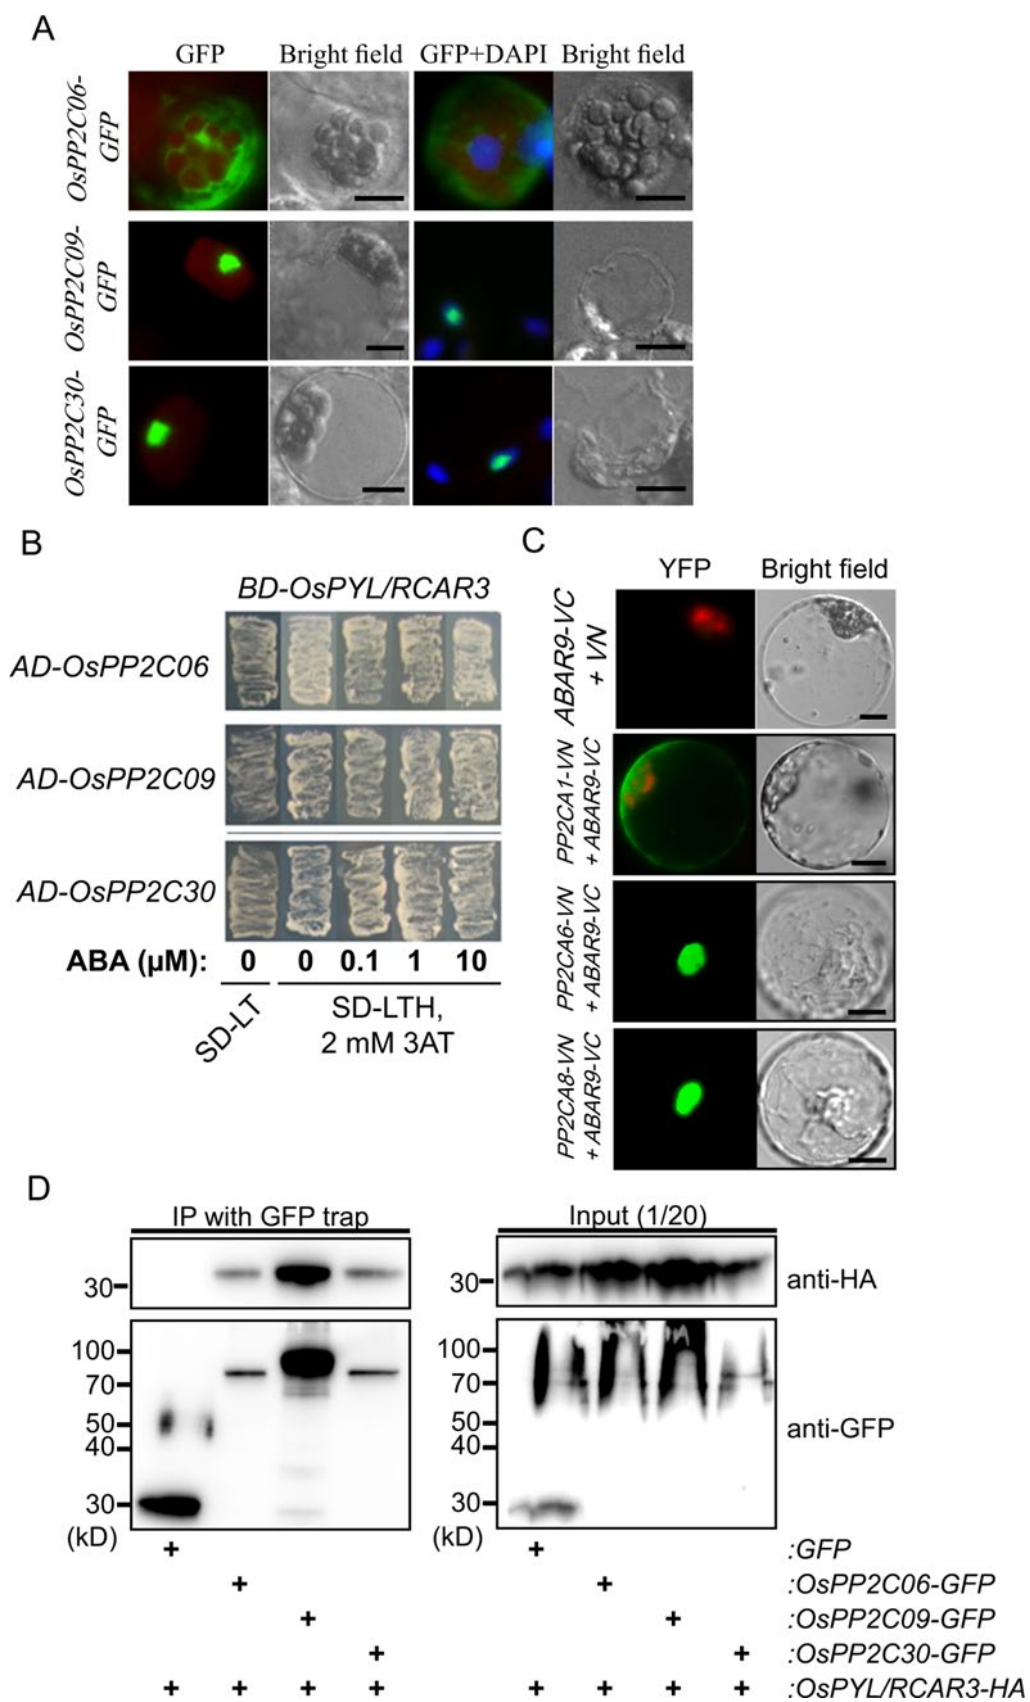 A
GFP Bright field GFP+DAPI Bright field
OsPP2C06-
GFP
OsPP2C09-
GFP
OsPP2C30-
GFP
B
BD-OsPYL/RCAR3
AD-OsPP2C06
AD-OsPP2C09
AD-OsPP2C30
ABA (µM): 0 0 0.1 1 10
SD-LT
SD-LTH,
2 mM 3AT
C
YFP Bright field
ABAR9-VC
+ VN
PP2CA1-VN
+ ABAR9-VC
PP2CA6-VN
+ ABAR9-VC
PP2CA8-VN
+ ABAR9-VC
D
IP with GFP trap Input (1/20)
30 30 anti-HA
100 100
70 70
50 50
40 40
anti-GFP
30 30
(kD) (kD)
+ + :GFP
+ + :OsPP2C06-GFP
+ + :OsPP2C09-GFP
+ + :OsPP2C30-GFP
+ + + + + + + + :OsPYL/RCAR3-HA